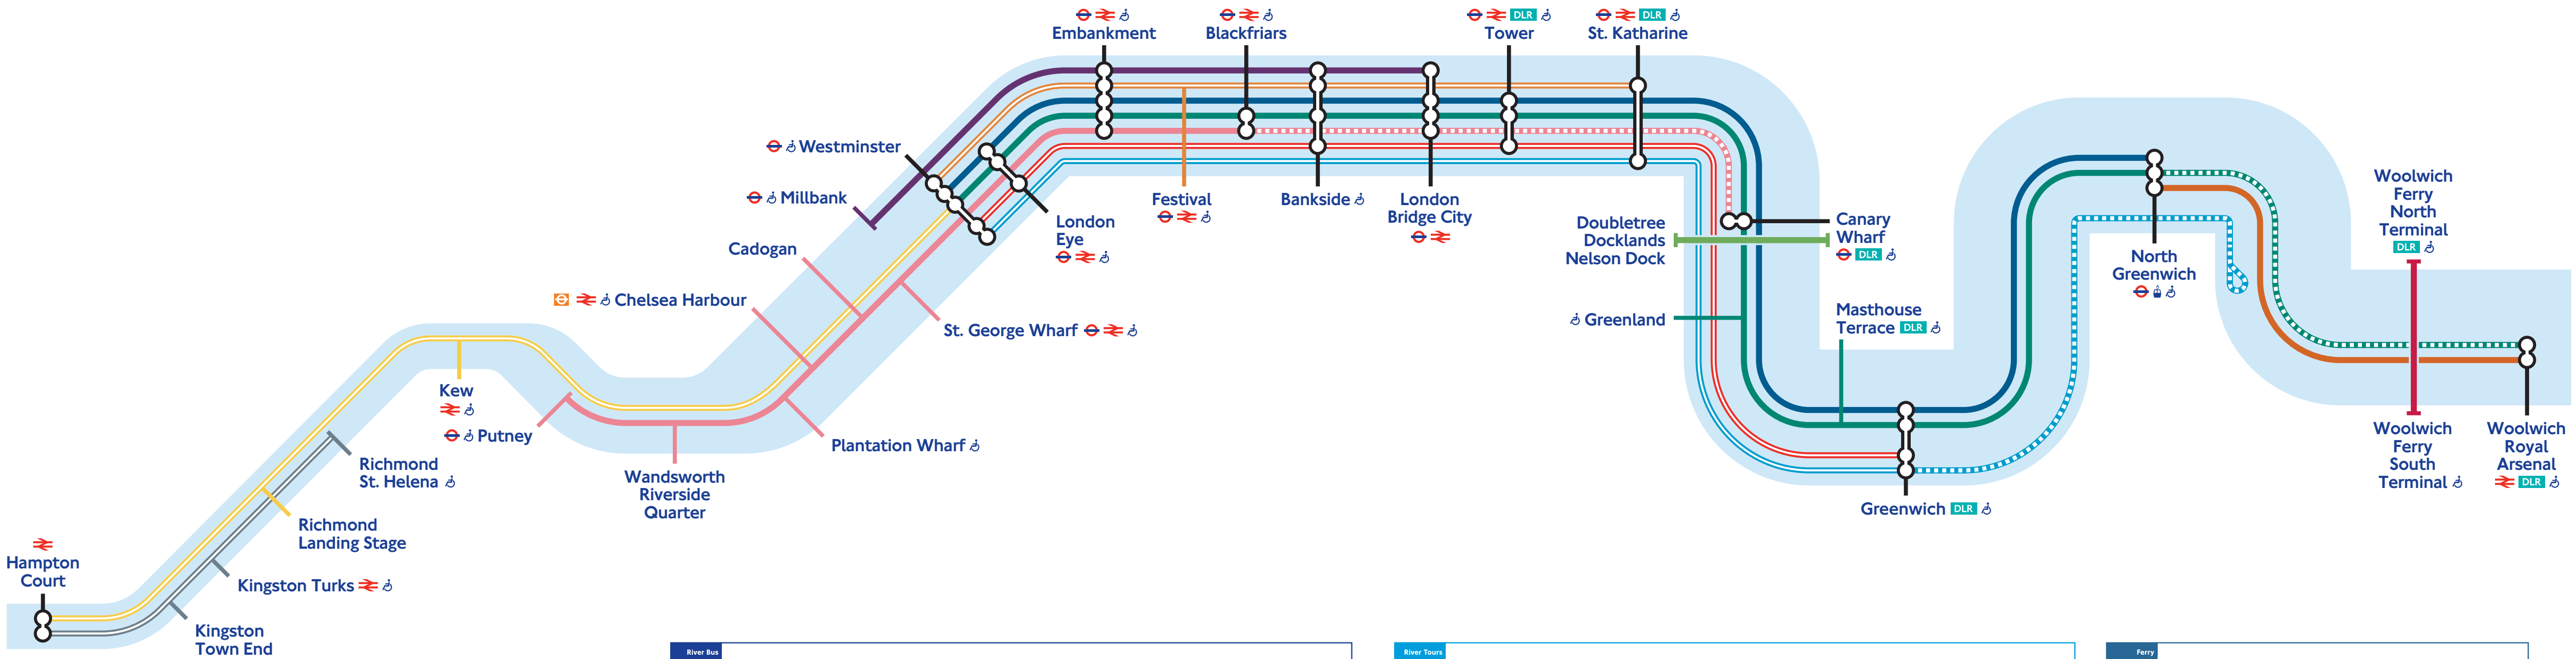 Embankment
Blackfriars
DLR
Tower
DLR
St. Katharine
Westminster
Millbank
Cadogan
Chelsea Harbour
London
Eye
Festival
Bankside
London
Bridge City
St. George Wharf
Kew
Putney
Plantation Wharf
Wandsworth
Riverside
Quarter
Richmond
St. Helena
Richmond
Landing Stage
Hampton
Court
Kingston Turks
Kingston
Town End
Doubletree
Docklands
Nelson Dock
Canary
Wharf
DLR
Greenland
Masthouse
Terrace DLR
Greenwich DLR
North
Greenwich
Woolwich
Ferry
North
Terminal
DLR
Woolwich
Ferry
South
Terminal
Woolwich
Royal
Arsenal
DLR
River Bus
River Tours
Ferry